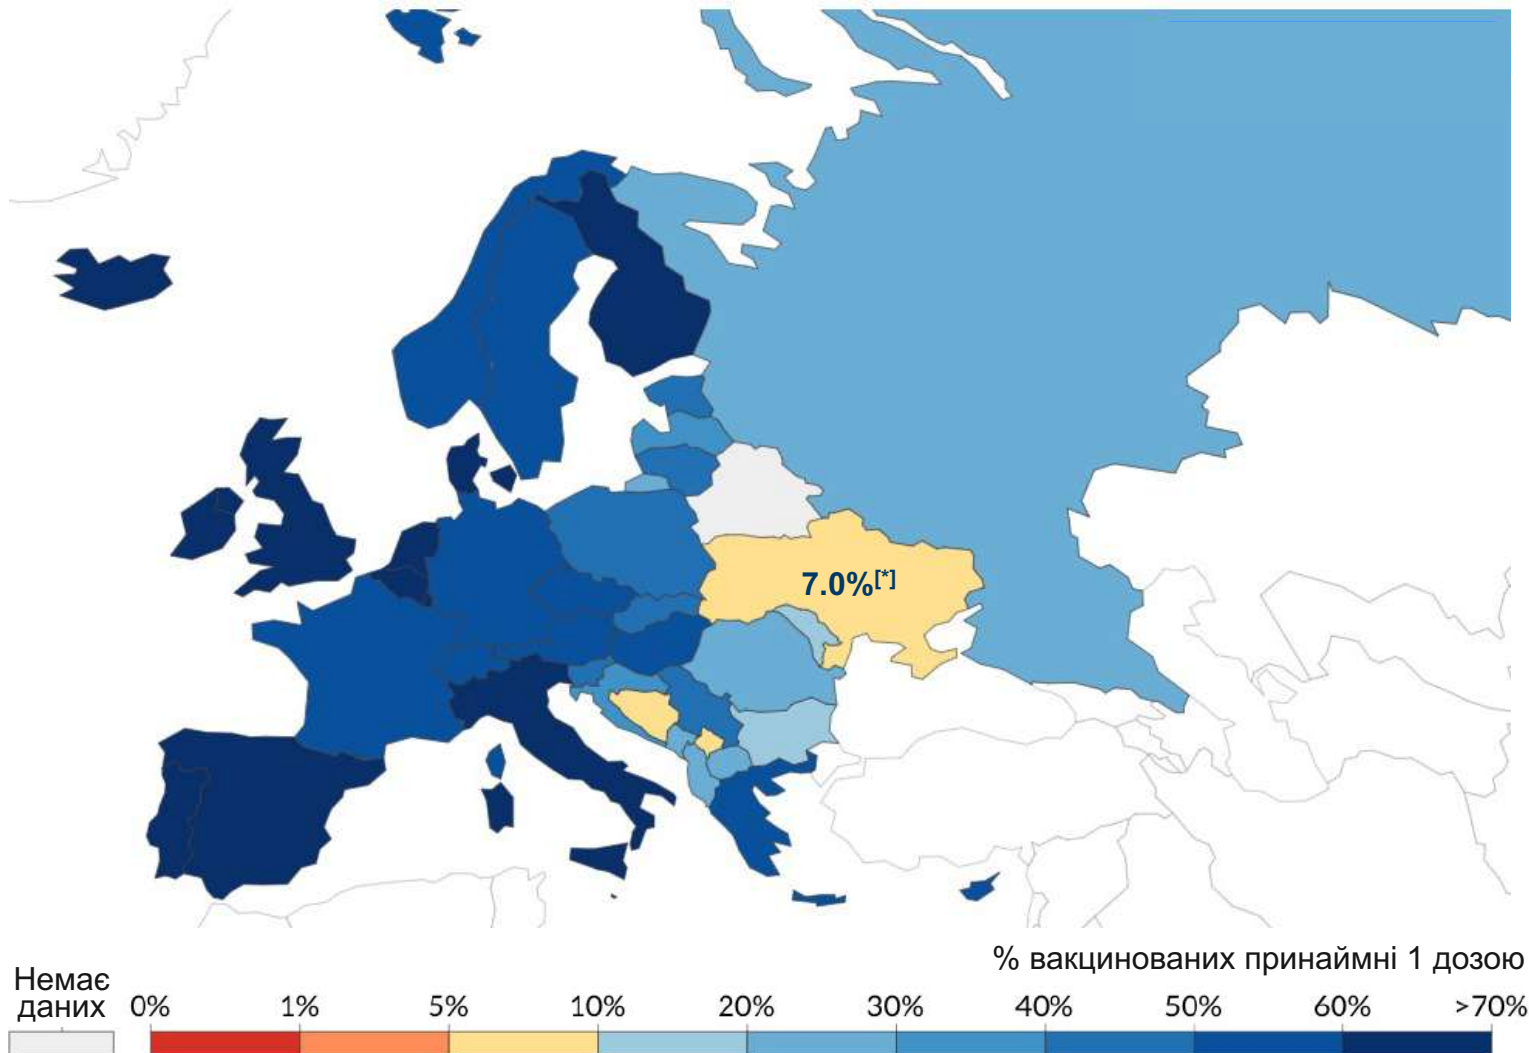 7.0%[*]
% вакцинованих принаймні 1 дозою
Немає
даних
0% 1% 5% 10% 20% 30% 40% 50% 60% >70%